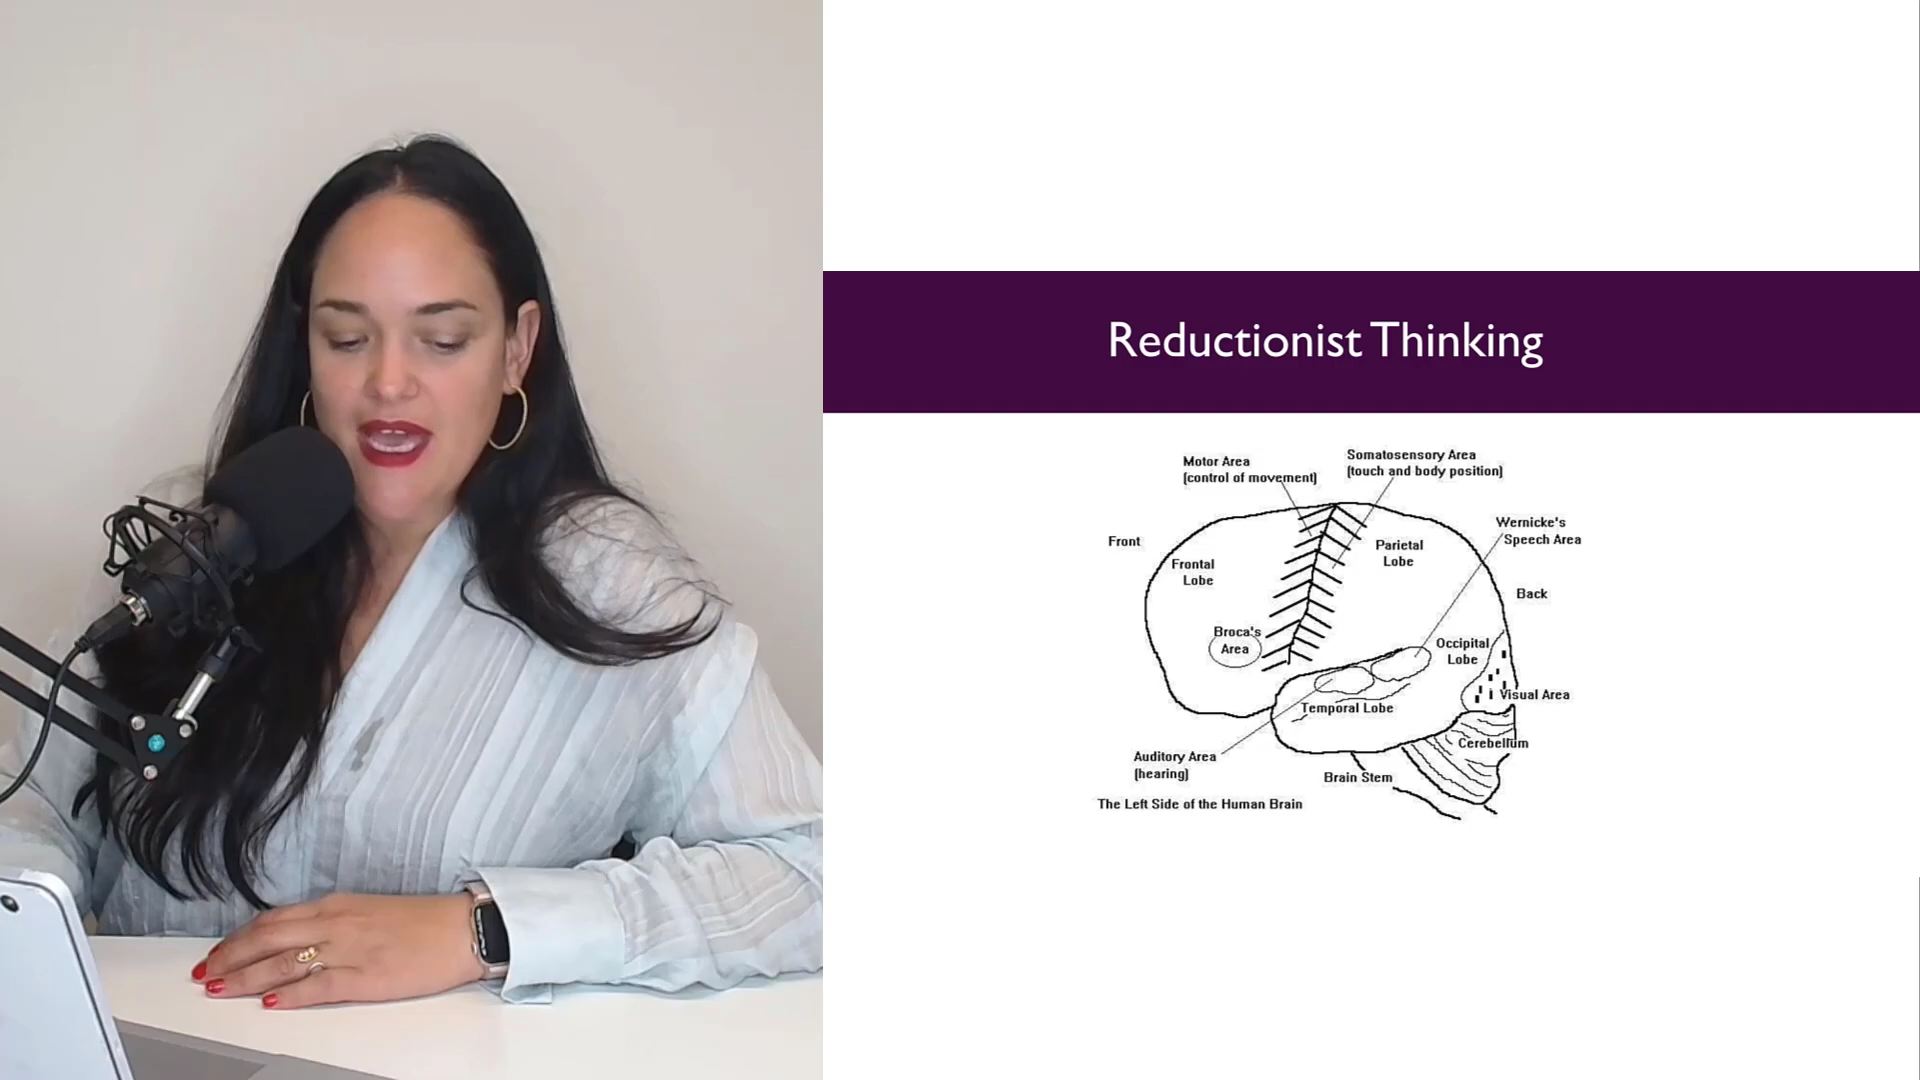 Reductionist Thinking
Motor Area
(control of movement)
Somatosensory Area
(touch and body position)
Wernicke's
Speech Area
Front
Frontal
Lobe
Parietal
Lobe
Back
Broca's
Area
Occipital
Lobe
Visual Area
Temporal Lobe
Cerebellum
Auditory Area
(hearing)
Brain Stem
The Left Side of the Human Brain